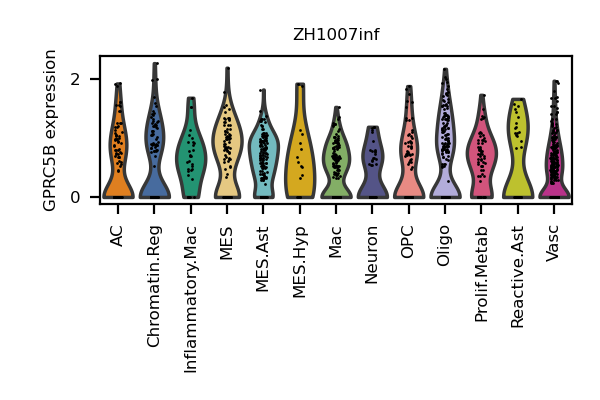 ZH1007inf
GPRC5B expression
2
0
AC
Chromatin.Reg
Inflammatory.Mac
MES
MES.Ast
MES.Hyp
Mac
Neuron
OPC
Oligo
Prolif.Metab
Reactive.Ast
Vasc